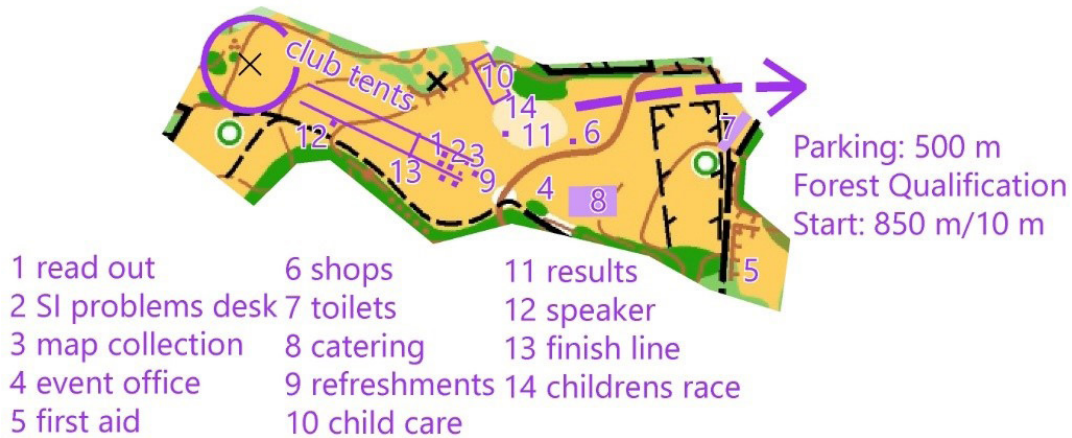 club tents
10
14
11
6
7
12
1
2
3
13
9
4
8
5
Parking: 500 m
Forest Qualification
Start: 850 m/10 m
1 read out
2 SI problems desk
3 map collection
4 event office
5 first aid
6 shops
7 toilets
8 catering
9 refreshments
10 child care
11 results
12 speaker
13 finish line
14 childrens race